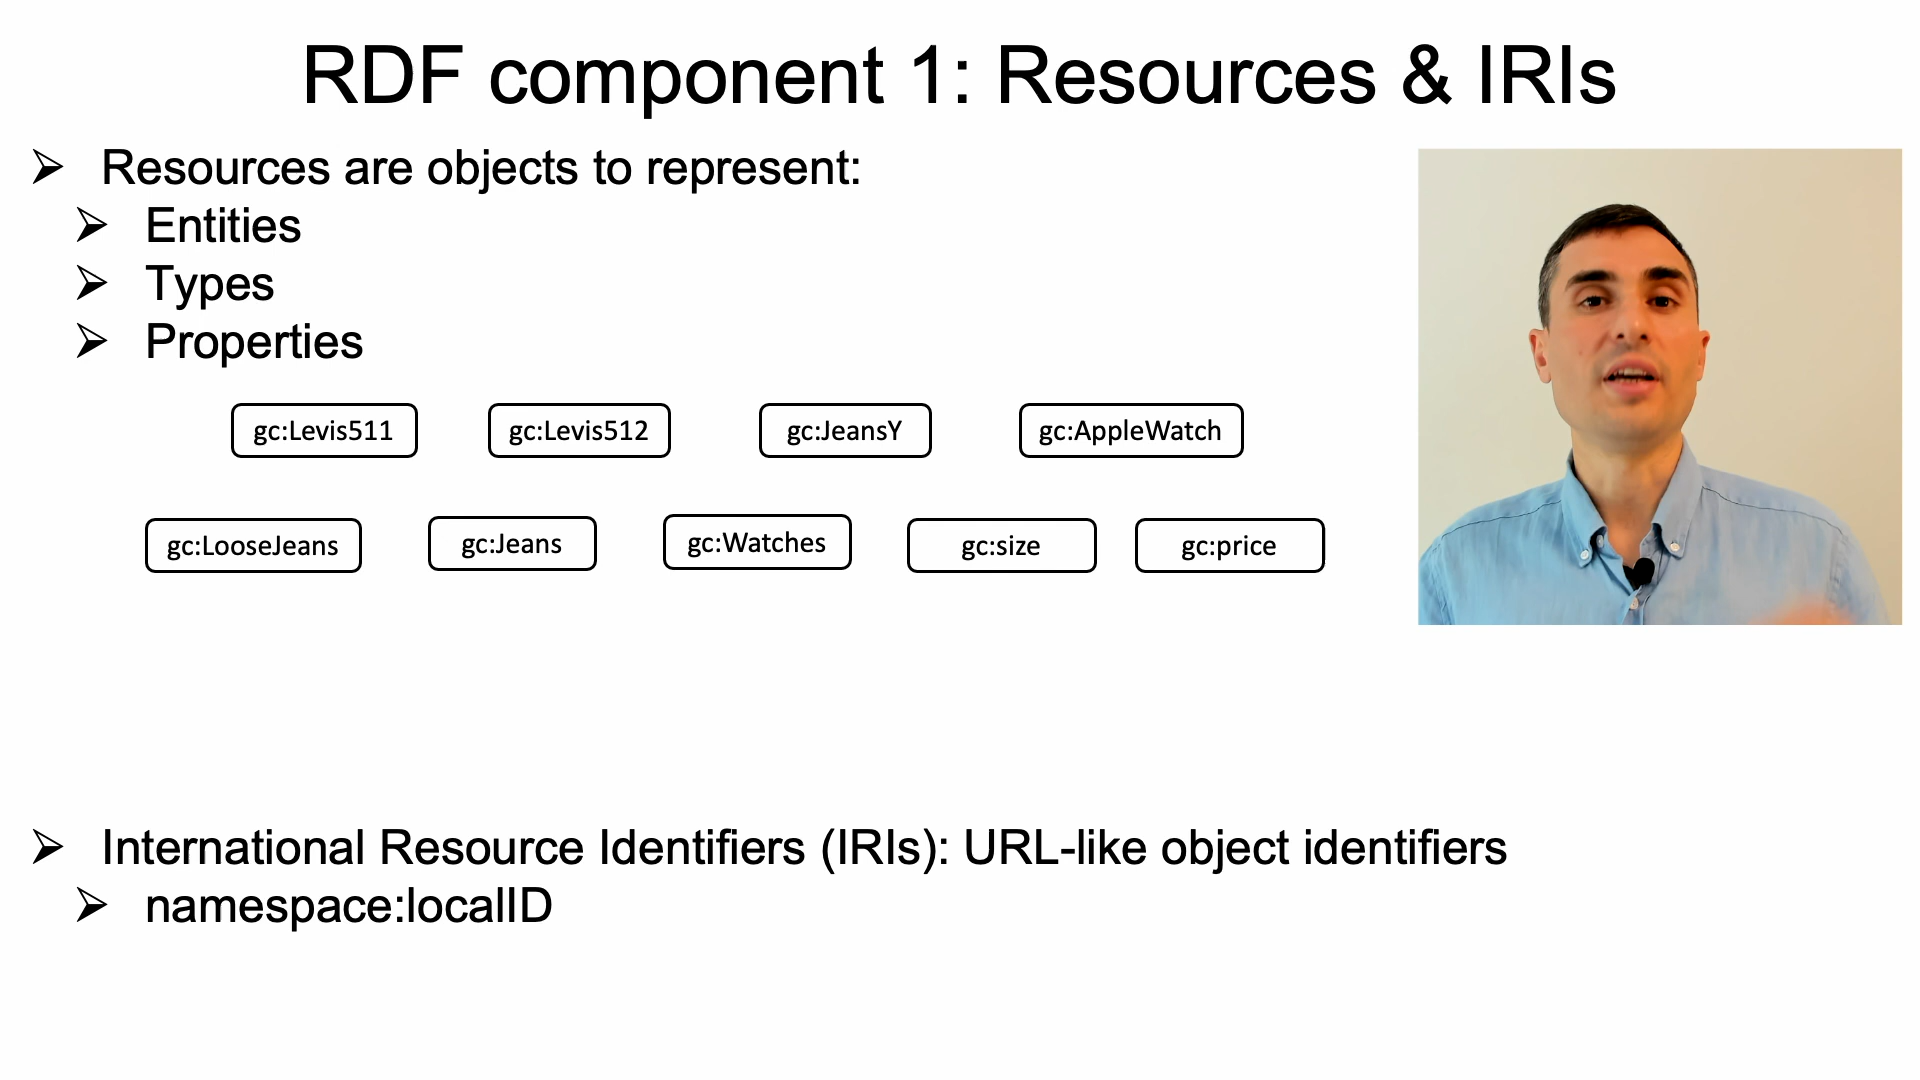 RDF component 1: Resources & IRIs
Resources are objects to represent:
Entities
Types
Properties
gc:Levis511 gc:Levis512 gc:JeansY gc:AppleWatch
gc:LooseJeans gc:Jeans gc:Watches gc:size gc:price
International Resource Identifiers (IRIs): URL-like object identifiers
namespace:localID